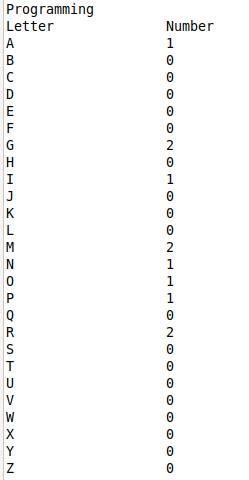 Programming
Letter Number
A 1
B 0
C 0
D 0
E 0
F 0
G 2
H 0
I 1
J 0
K 0
L 0
M 2
N 1
O 1
P 1
Q 0
R 2
S 0
T 0
U 0
V 0
W 0
X 0
Y 0
Z 0